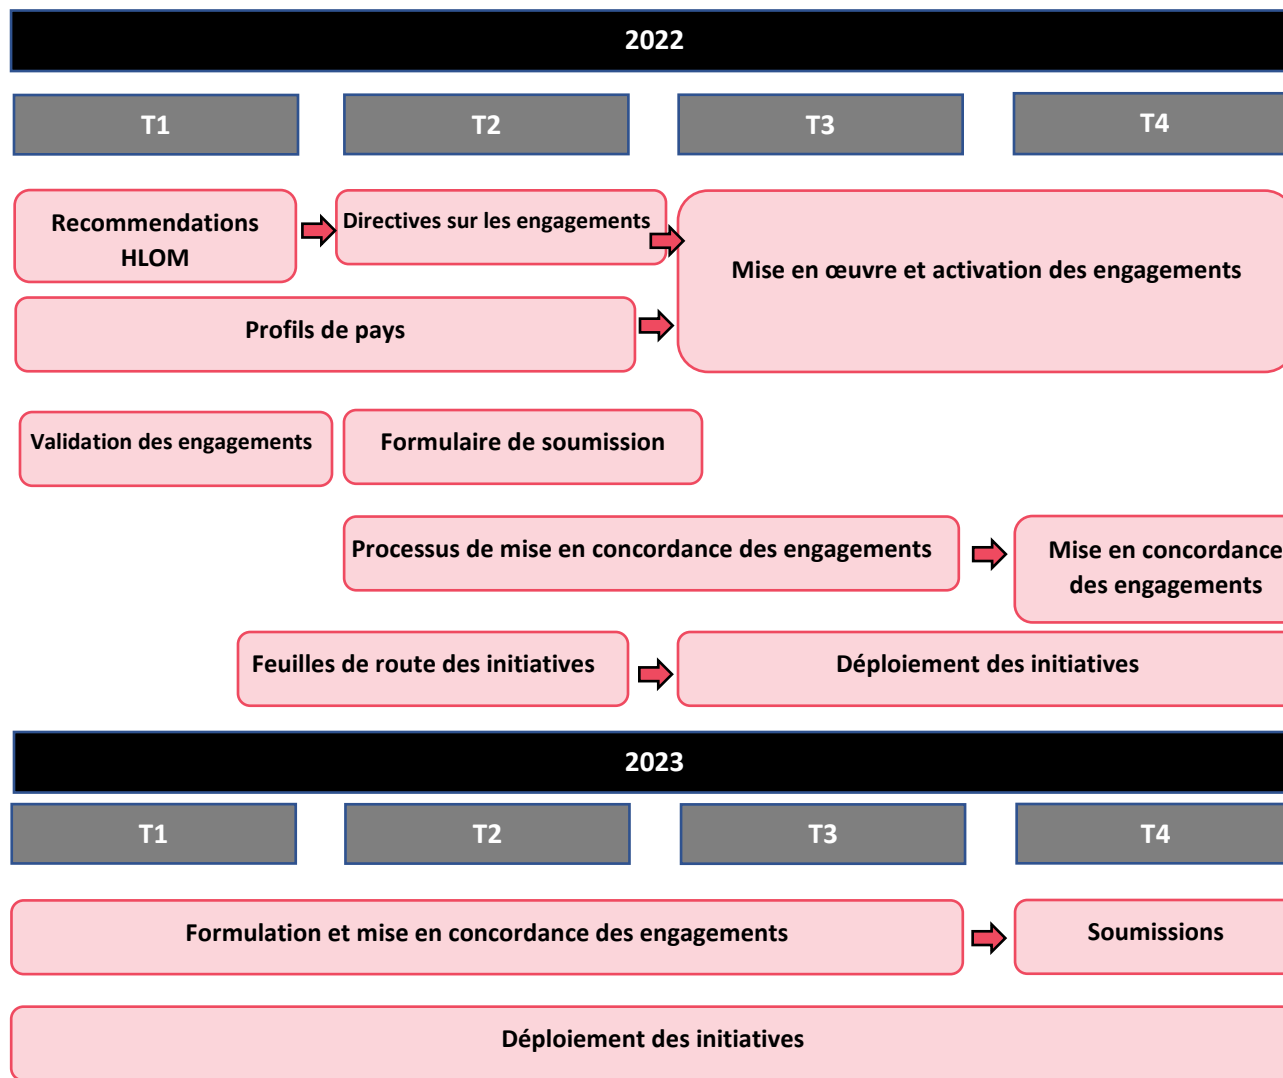 2022
T1
T2
T3
T4
Recommendations
HLOM
Directives sur les engagements
Mise en œuvre et activation des engagements
Profils de pays
Validation des engagements
Formulaire de soumission
Processus de mise en concordance des engagements
Mise en concordance
des engagements
Feuilles de route des initiatives
Déploiement des initiatives
2023
T1
T2
T3
T4
Formulation et mise en concordance des engagements
Soumissions
Déploiement des initiatives